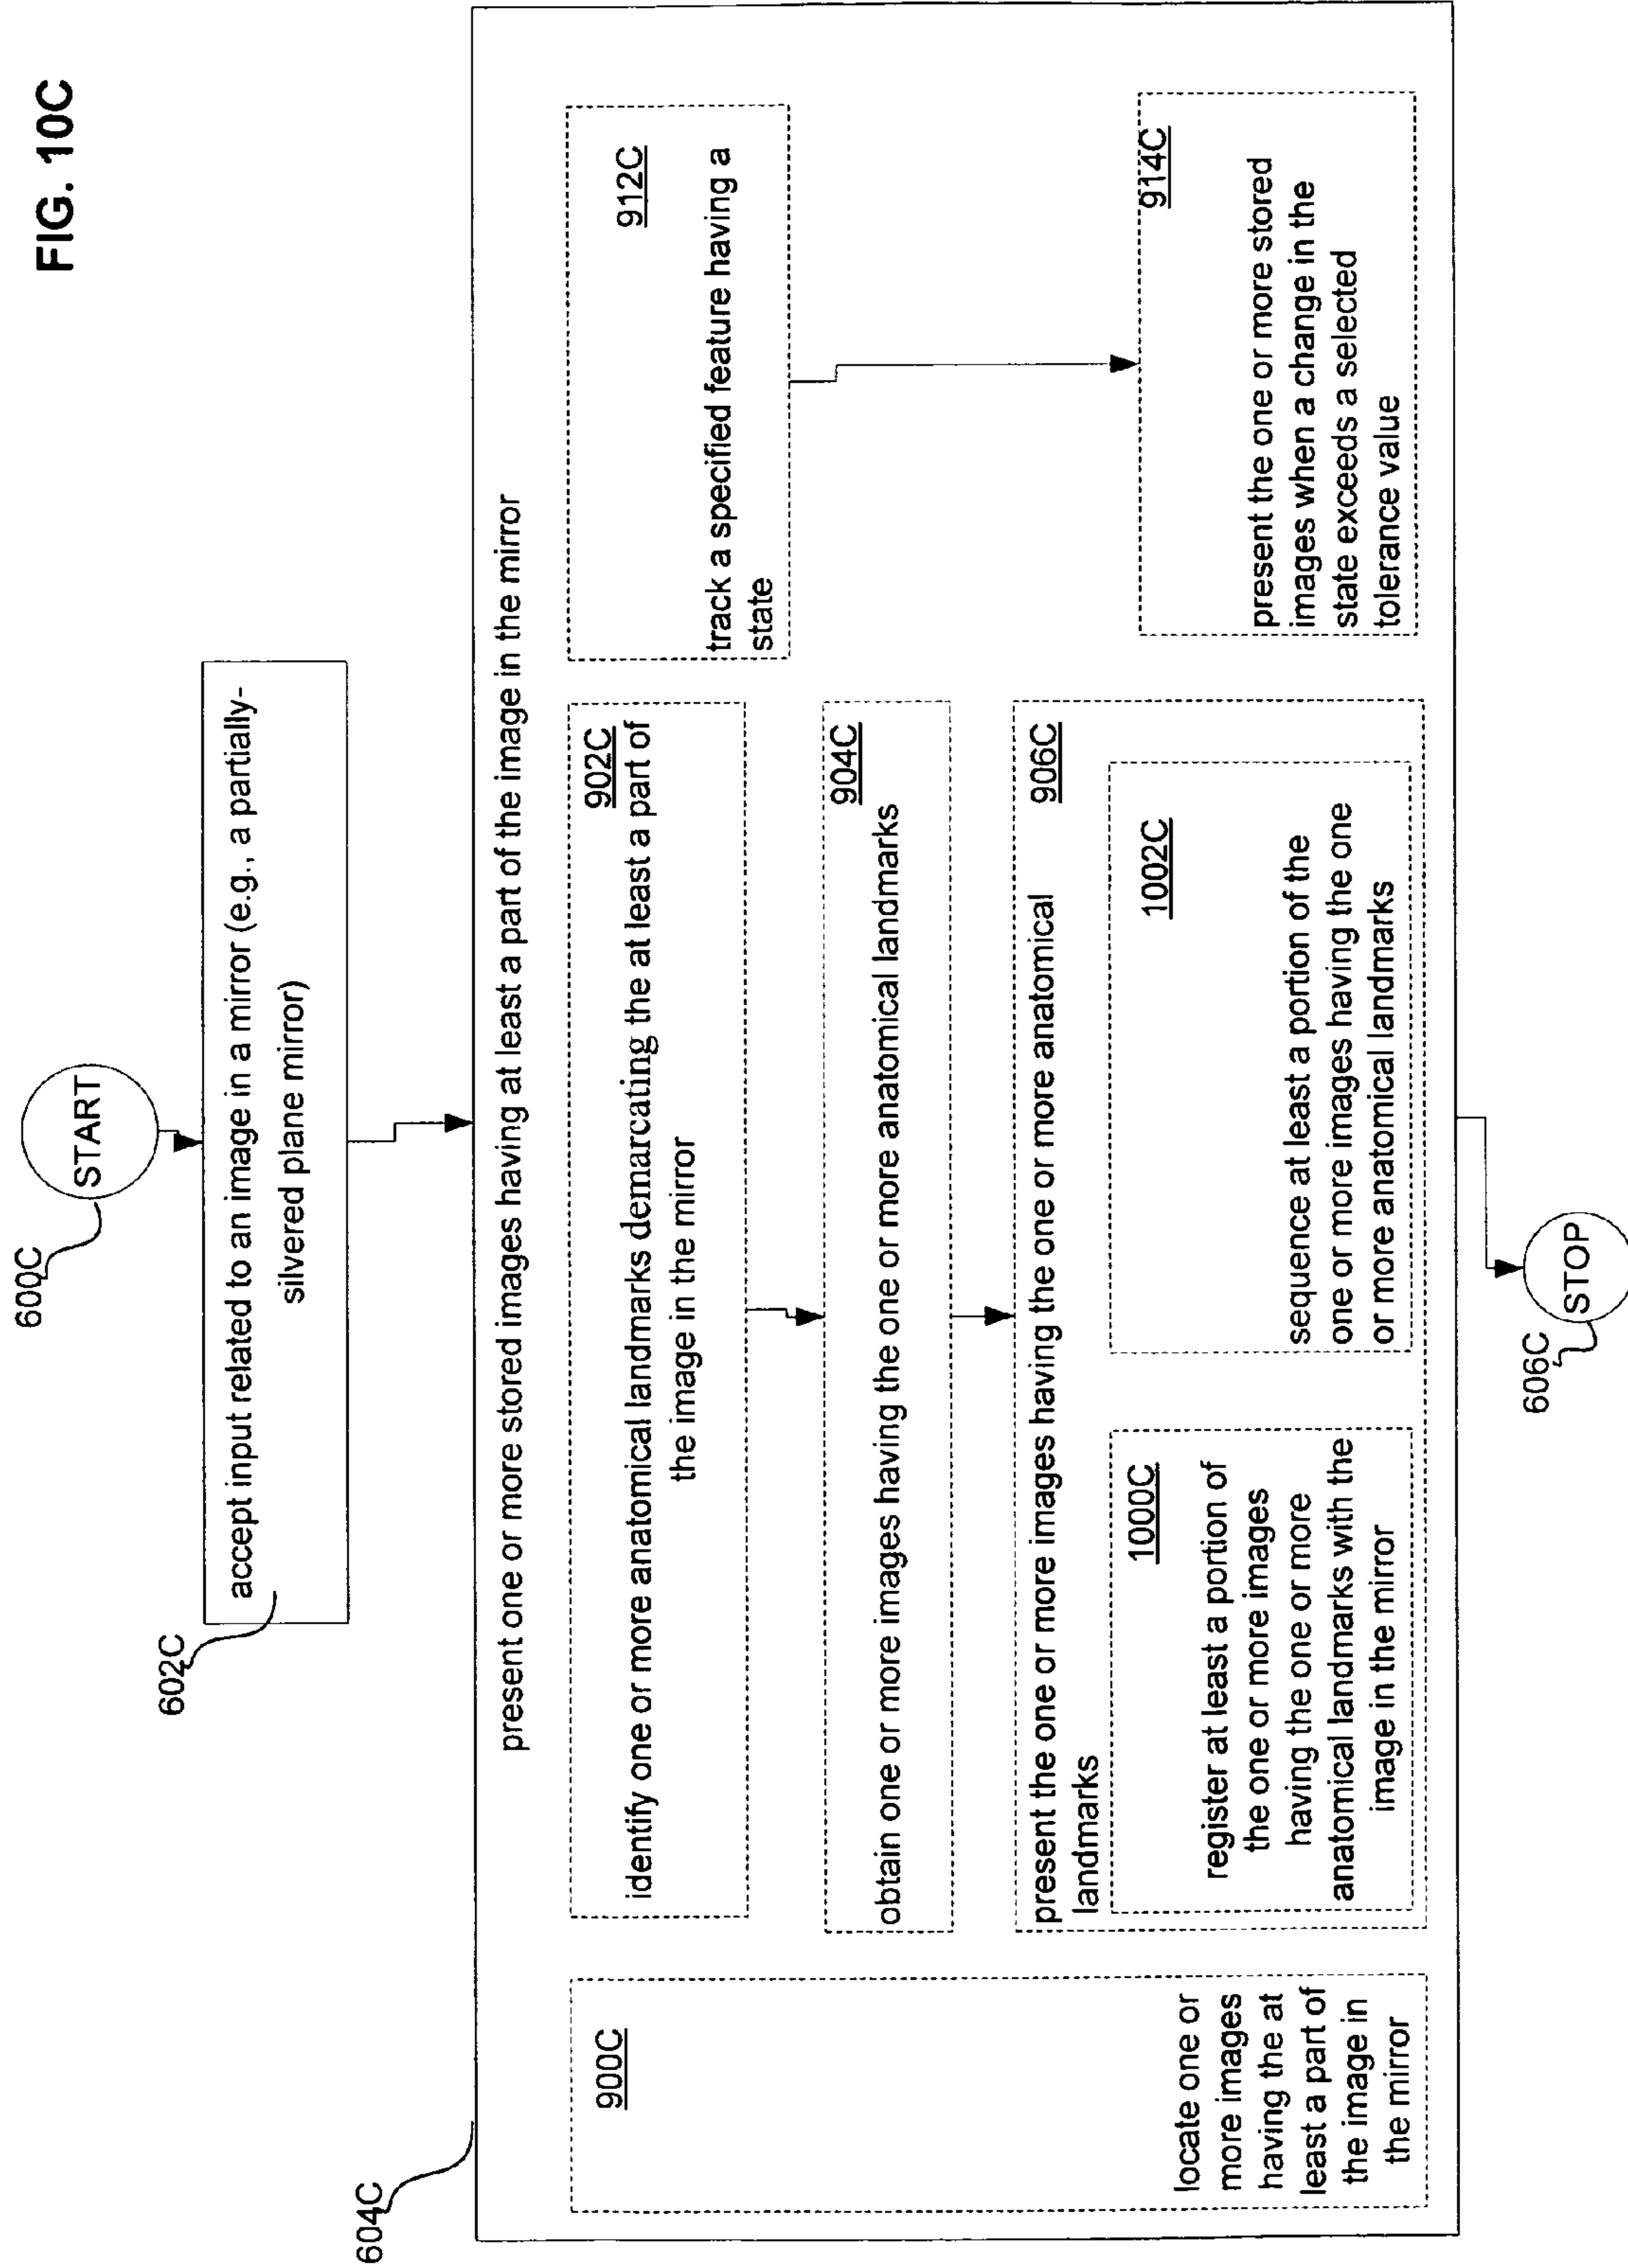 FIG. 10C
600C
START
602C
accept input related to an image in a mirror (e.g., a partially-
silvered plane mirror)
604C
present one or more stored images having at least a part of the image in the mirror
900C
locate one or
more images
having the at
least a part of
the image in
the mirror
902C
identify one or more anatomical landmarks demarcating the at least a part of
the image in the mirror
904C
obtain one or more images having the one or more anatomical landmarks
906C
present the one or more images having the one or more anatomical
landmarks
1000C
register at least a portion of
the one or more images
having the one or more
anatomical landmarks with the
image in the mirror
1002C
sequence at least a portion of the
one or more images having the one
or more anatomical landmarks
912C
track a specified feature having a
state
914C
present the one or more stored
images when a change in the
state exceeds a selected
tolerance value
606C
STOP